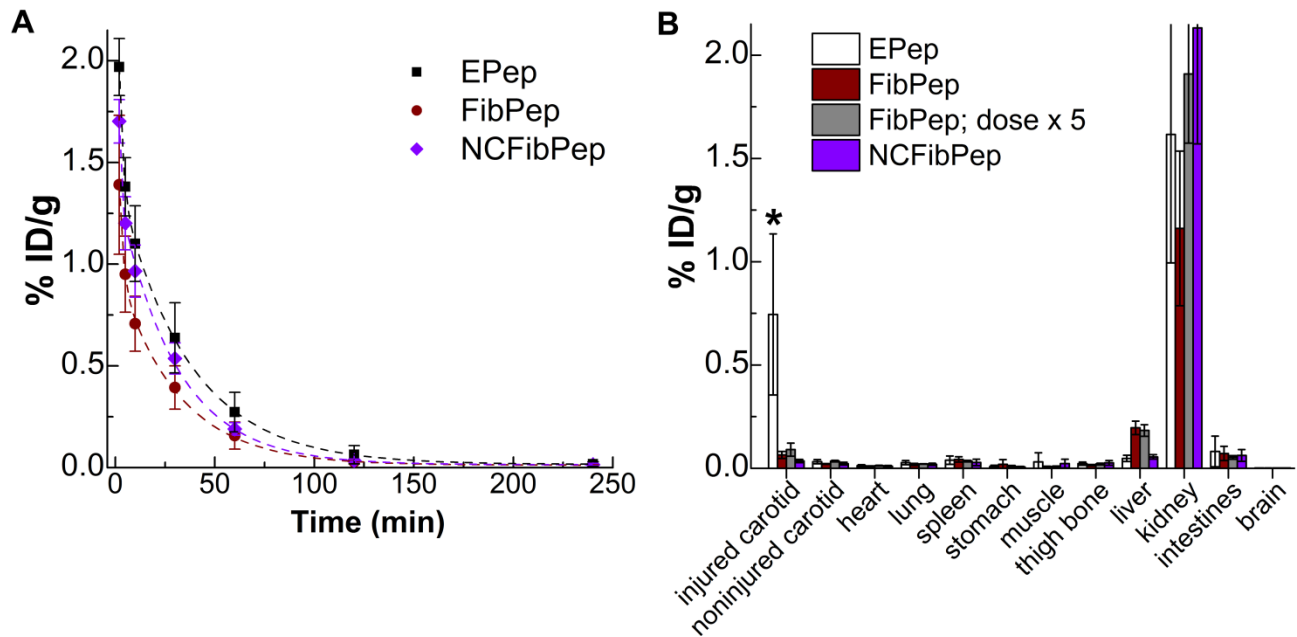 A
2.0
1.5
1.0
0.5
0.0
% ID/g
0
50
100
150
200
250
Time (min)
EPep
FibPep
NCFibPep
B
2.0
1.5
1.0
0.5
0.0
% ID/g
EPep
FibPep
FibPep; dose x 5
NCFibPep
*
injured carotid
noninjured carotid
heart
lung
spleen
stomach
muscle
thigh bone
liver
kidney
intestines
brain